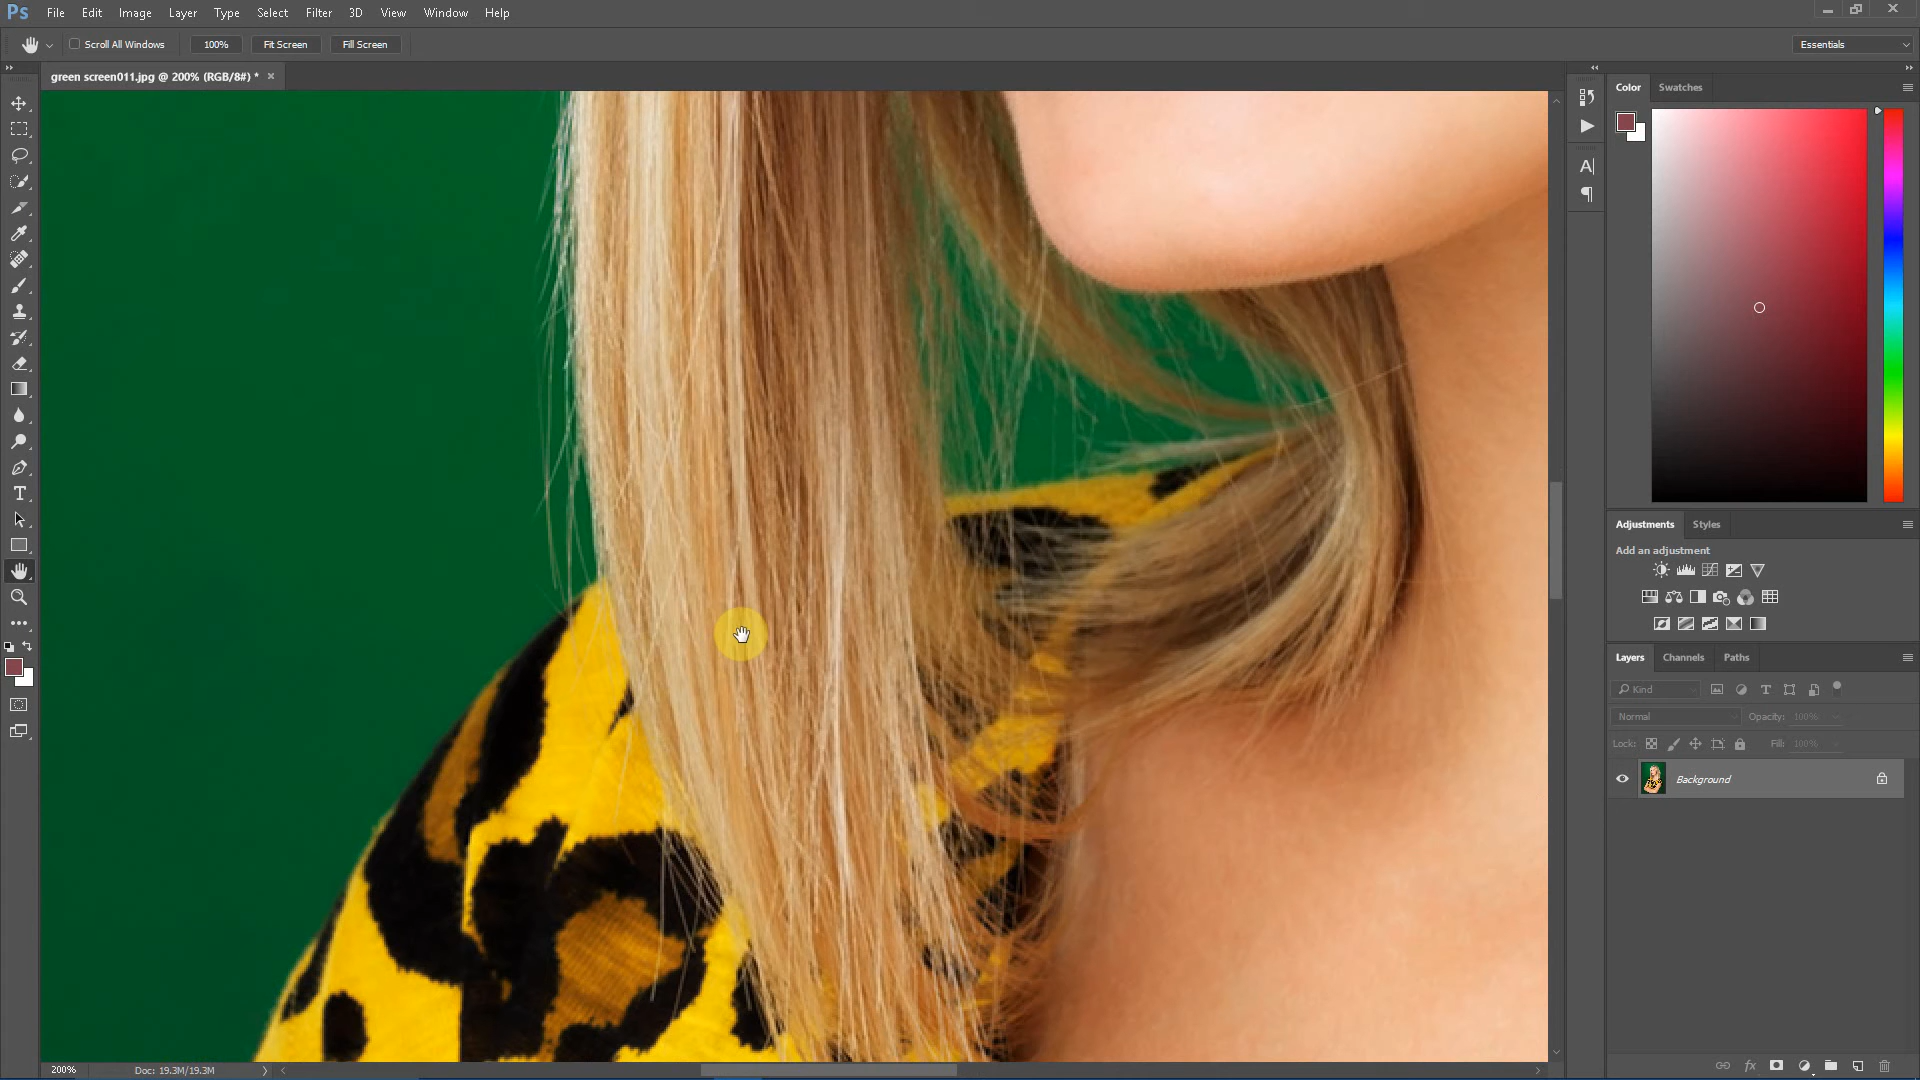 Ps File Edit Image Layer Type Select Filter 3D View Window Help
Scroll All Windows 100% Fit Screen Fill Screen Essentials
green screen011.jpg @ 200% (RGB/8#) * ×
Color Swatches
Adjustments Styles
Add an adjustment
Layers Channels Paths
Kind
Normal Opacity: 100%
Lock: Fill: 100%
Background
200% Doc: 19.3M/19.3M